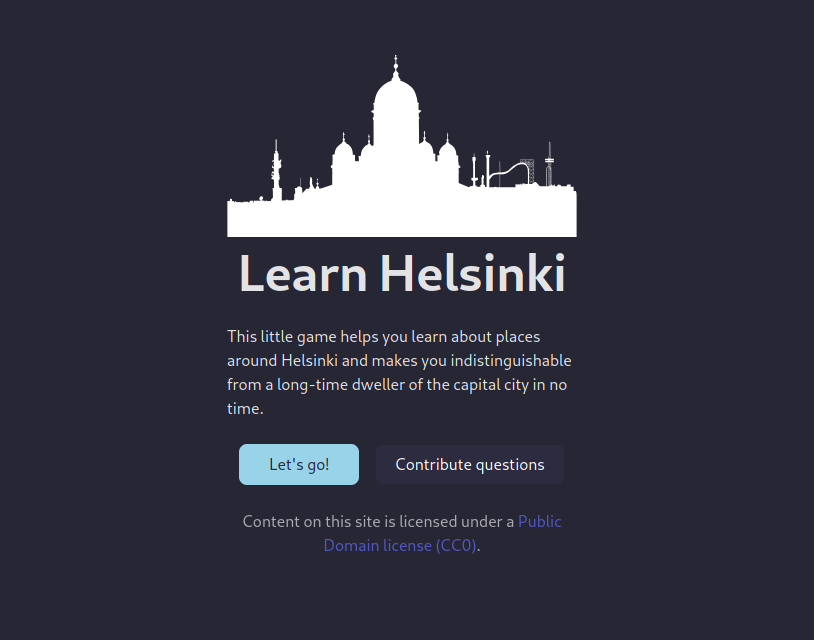 Learn Helsinki
This little game helps you learn about places
around Helsinki and makes you indistinguishable
from a long-time dweller of the capital city in no
time.
Let's go!
Contribute questions
Content on this site is licensed under a Public
Domain license (CC0).